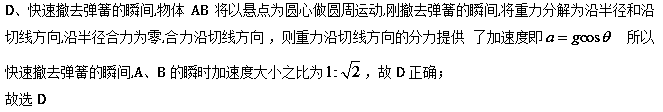 D、快速撤去弹簧的瞬间,物体 AB 将以悬点为圆心做圆周运动,刚撤去弹簧的瞬间,将重力分解为沿半径和沿
切线方向,沿半径合力为零,合力沿切线方向 ，则重力沿切线方向的分力提供 了加速度即 a = gcosθ 所以
快速撤去弹簧的瞬间,A、B 的瞬时加速度大小之比为 1:√2 ，故 D 正确；
故选 D